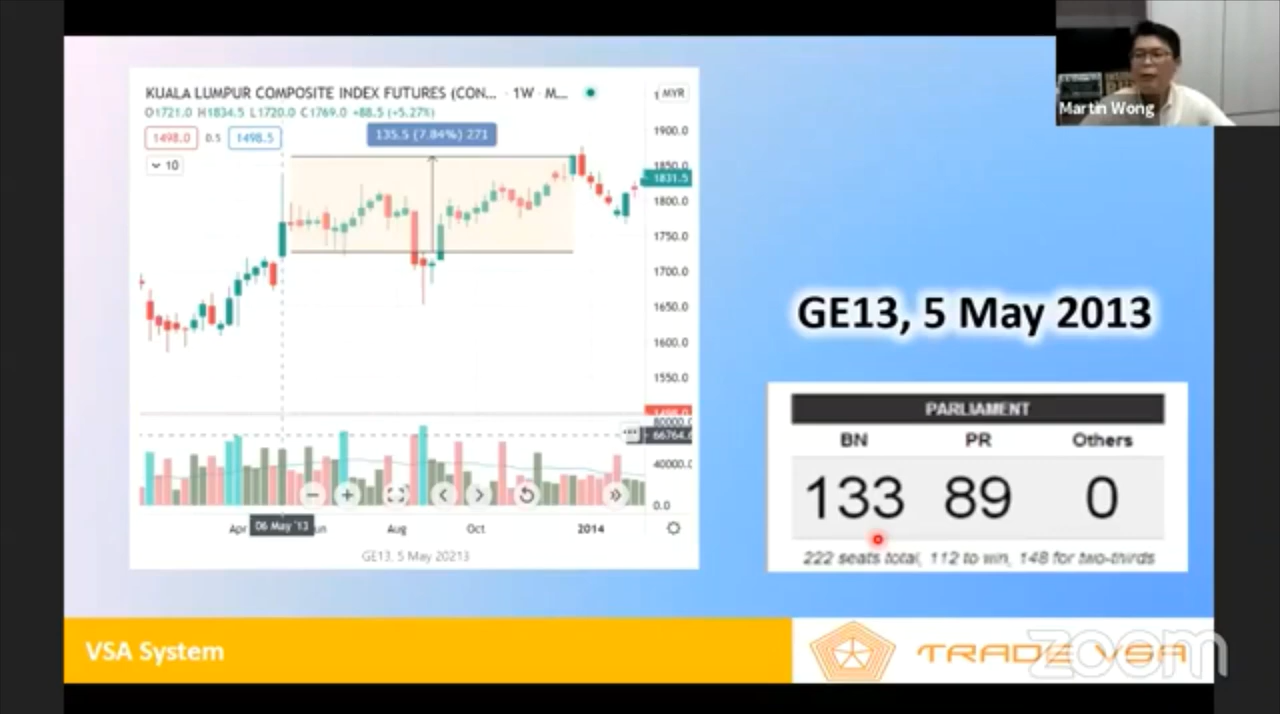 KUALA LUMPUR COMPOSITE INDEX FUTURES (CON... · 1W · M...
MYR
O1721.0 H1834.5 L1720.0 C1769.0 +88.5 (+5.27%)
1498.0 0.5 1498.5
135.5 (7.84%) 271
10
1900.0
1850.0
1831.5
1800.0
1750.0
1700.0
1650.0
1600.0
1550.0
1498.0
80000.0
66764.
40000.0
0.0
Apr 06 May '13 un Aug Oct 2014
GE13, 5 May 20213
Martin Wong
GE13, 5 May 2013
PARLIAMENT
BN PR Others
133 89 0
222 seats total, 112 to win, 148 for two-thirds
VSA System
TRADE VSA
zoom